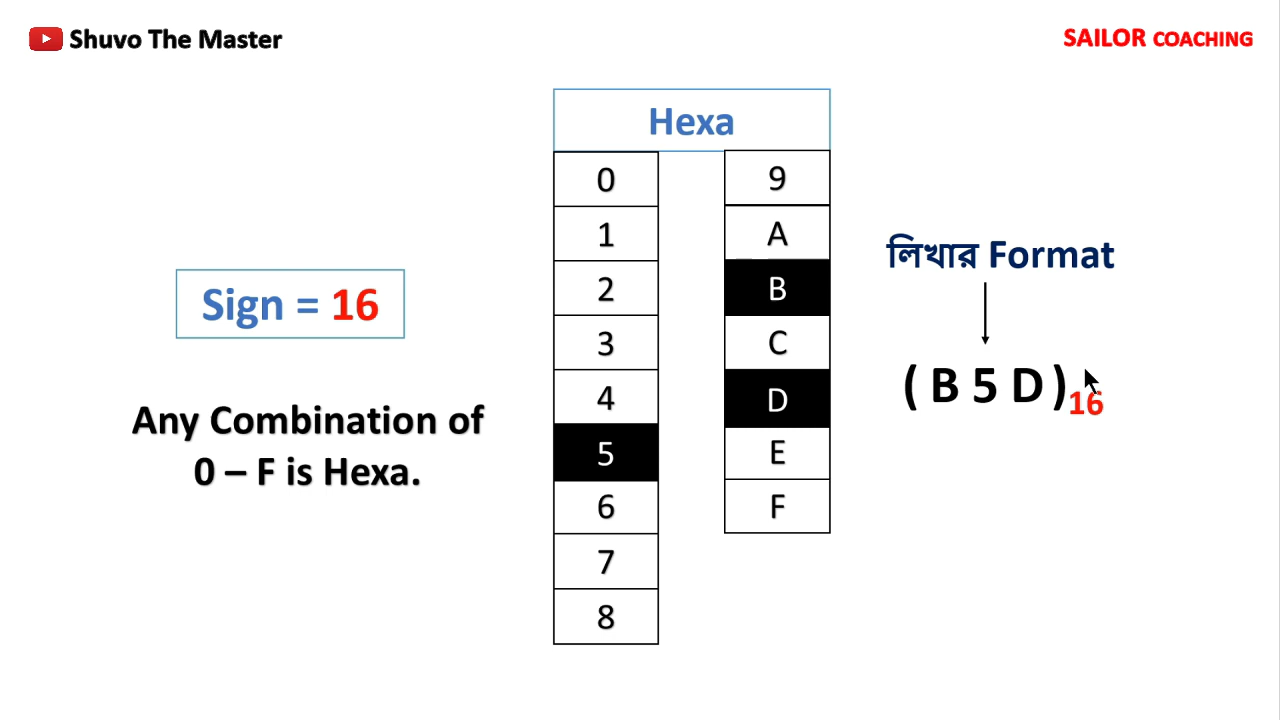 Shuvo The Master
SAILOR COACHING
Hexa
0
1
2
3
4
5
6
7
8
9
A
B
C
D
E
F
Sign = 16
Any Combination of
0 – F is Hexa.
লিখার Format
( B 5 D )16